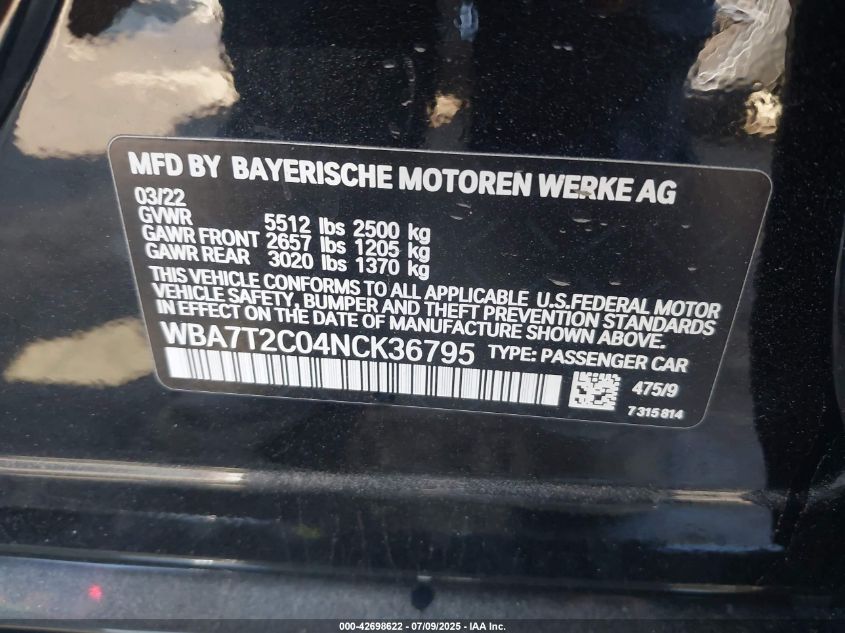 MFD BY BAYERISCHE MOTOREN WERKE AG
03/22
GVWR 5512 lbs 2500 kg
GAWR FRONT 2657 lbs 1205 kg
GAWR REAR 3020 lbs 1370 kg
THIS VEHICLE CONFORMS TO ALL APPLICABLE U.S.FEDERAL MOTOR
VEHICLE SAFETY, BUMPER AND THEFT PREVENTION STANDARDS
IN EFFECT ON THE DATE OF MANUFACTURE SHOWN ABOVE.
WBA7T2C04NCK36795 TYPE: PASSENGER CAR
475/9
7315814
000-42698622 - 07/09/2025 - IAA Inc.